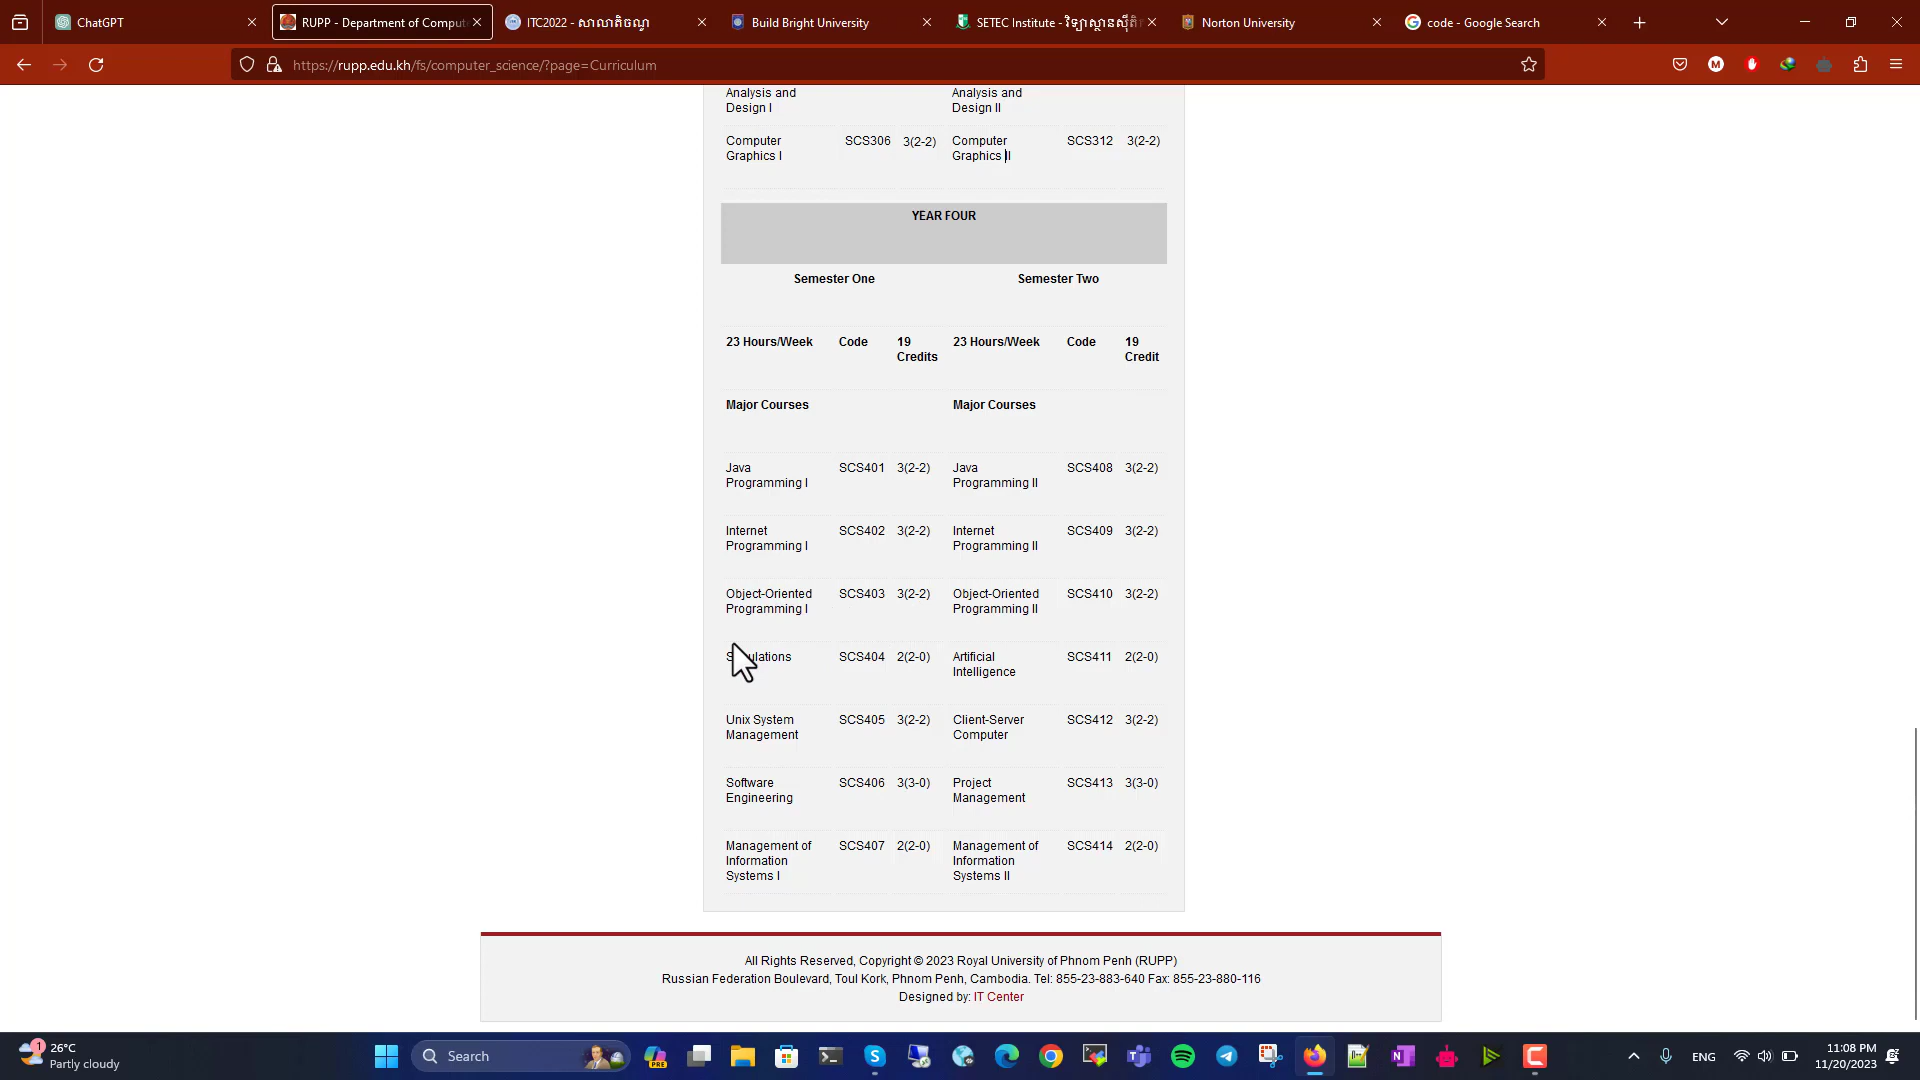 ChatGPT
RUPP - Department of Compute
ITC2022 - សាលាតិចណូ
Build Bright University
SETEC Institute - វិទ្យាស្ថានស៊ីតិ
Norton University
code - Google Search
https://rupp.edu.kh/fs/computer_science/?page=Curriculum
Analysis and Analysis and
Design I Design II
Computer SCS306 3(2-2) Computer SCS312 3(2-2)
Graphics I Graphics II
YEAR FOUR
Semester One Semester Two
23 Hours/Week Code 19 23 Hours/Week Code 19
Credits Credit
Major Courses Major Courses
Java SCS401 3(2-2) Java SCS408 3(2-2)
Programming I Programming II
Internet SCS402 3(2-2) Internet SCS409 3(2-2)
Programming I Programming II
Object-Oriented SCS403 3(2-2) Object-Oriented SCS410 3(2-2)
Programming I Programming II
SCS404 2(2-0) Artificial SCS411 2(2-0)
Intelligence
Unix System SCS405 3(2-2) Client-Server SCS412 3(2-2)
Management Computer
Software SCS406 3(3-0) Project SCS413 3(3-0)
Engineering Management
Management of SCS407 2(2-0) Management of SCS414 2(2-0)
Information Information
Systems I Systems II
All Rights Reserved, Copyright © 2023 Royal University of Phnom Penh (RUPP)
Russian Federation Boulevard, Toul Kork, Phnom Penh, Cambodia. Tel: 855-23-883-640 Fax: 855-23-880-116
Designed by: IT Center
1
26°C
Partly cloudy
Search
PRE
ENG
11:08 PM
11/20/2023